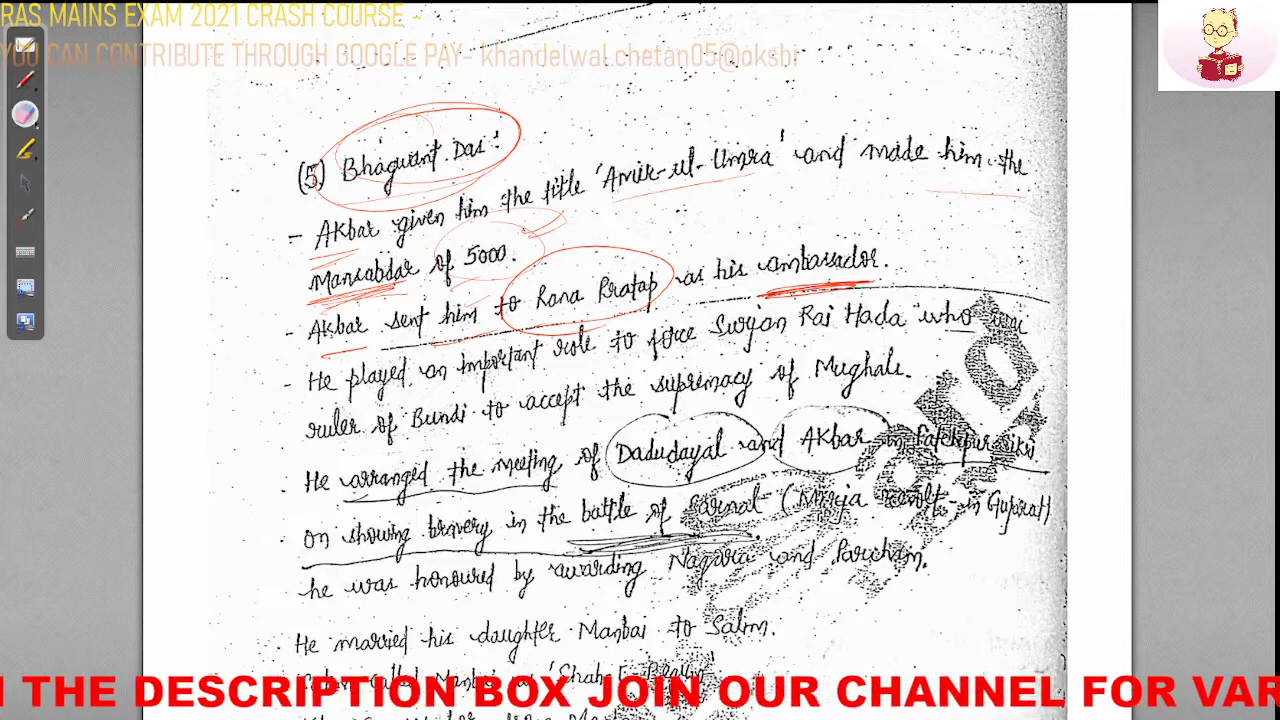 RAS MAINS EXAM 2021 CRASH COURSE -
YOU CAN CONTRIBUTE THROUGH GOOGLE PAY- khandelwal.chetan05@oksbi
(5) Bhagwant Das:
- Akbar given him the title 'Amir-ul-Umra' and made him the
Mansabdar of 5000.
- Akbar sent him to Rana Pratap as his ambassador.
- He played an important role to force Surjan Rai Hada who
ruler of Bundi to accept the supremacy of Mughals.
. He arranged the meeting of Dadudayal and Akbar in Fatehpur sikri
. on showing bravery in the battle of Sarnal (Mirja revolt in Gujarat)
he was honoured by awarding Nagara and Parcham.
He married his daughter Manbai to Salim.
THE DESCRIPTION BOX JOIN OUR CHANNEL FOR VAR